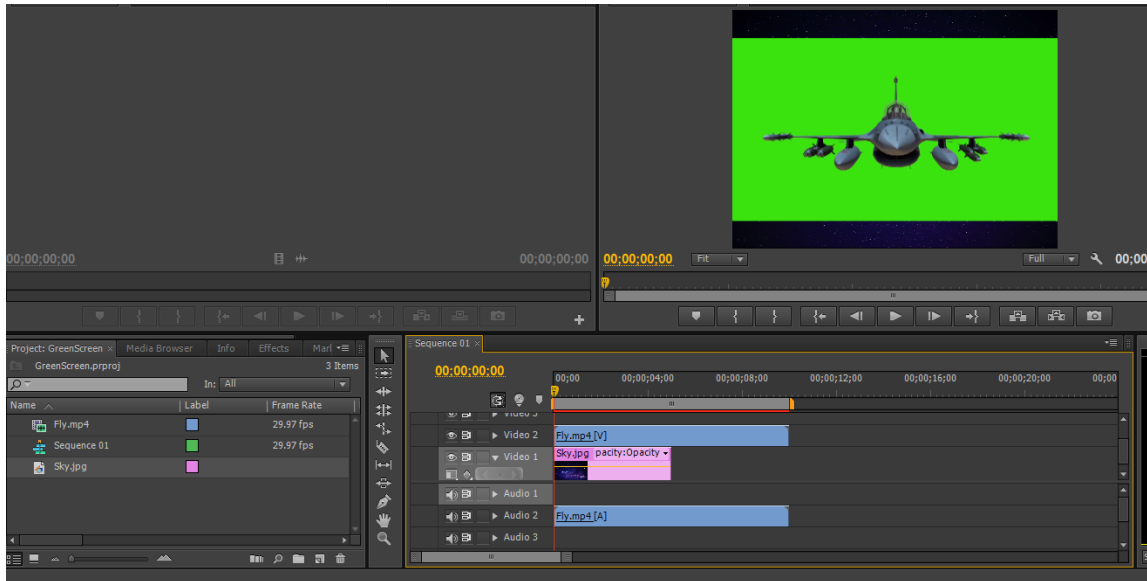 00;00;00;00
00;00;00;00
00;00;00;00
Fit
Full
00;00
Project: GreenScreen ×
Media Browser
Info
Effects
Marl
GreenScreen.prproj
3 Items
In: All
Name
Label
Frame Rate
Fly.mp4
29.97 fps
Sequence 01
29.97 fps
Sky.jpg
Sequence 01 ×
00;00;00;00
00;00
00;00;04;00
00;00;08;00
00;00;12;00
00;00;16;00
00;00;20;00
00;00
Video 3
Video 2
Fly.mp4 [V]
Video 1
Sky.jpg pacity:Opacity
Audio 1
Audio 2
Fly.mp4 [A]
Audio 3